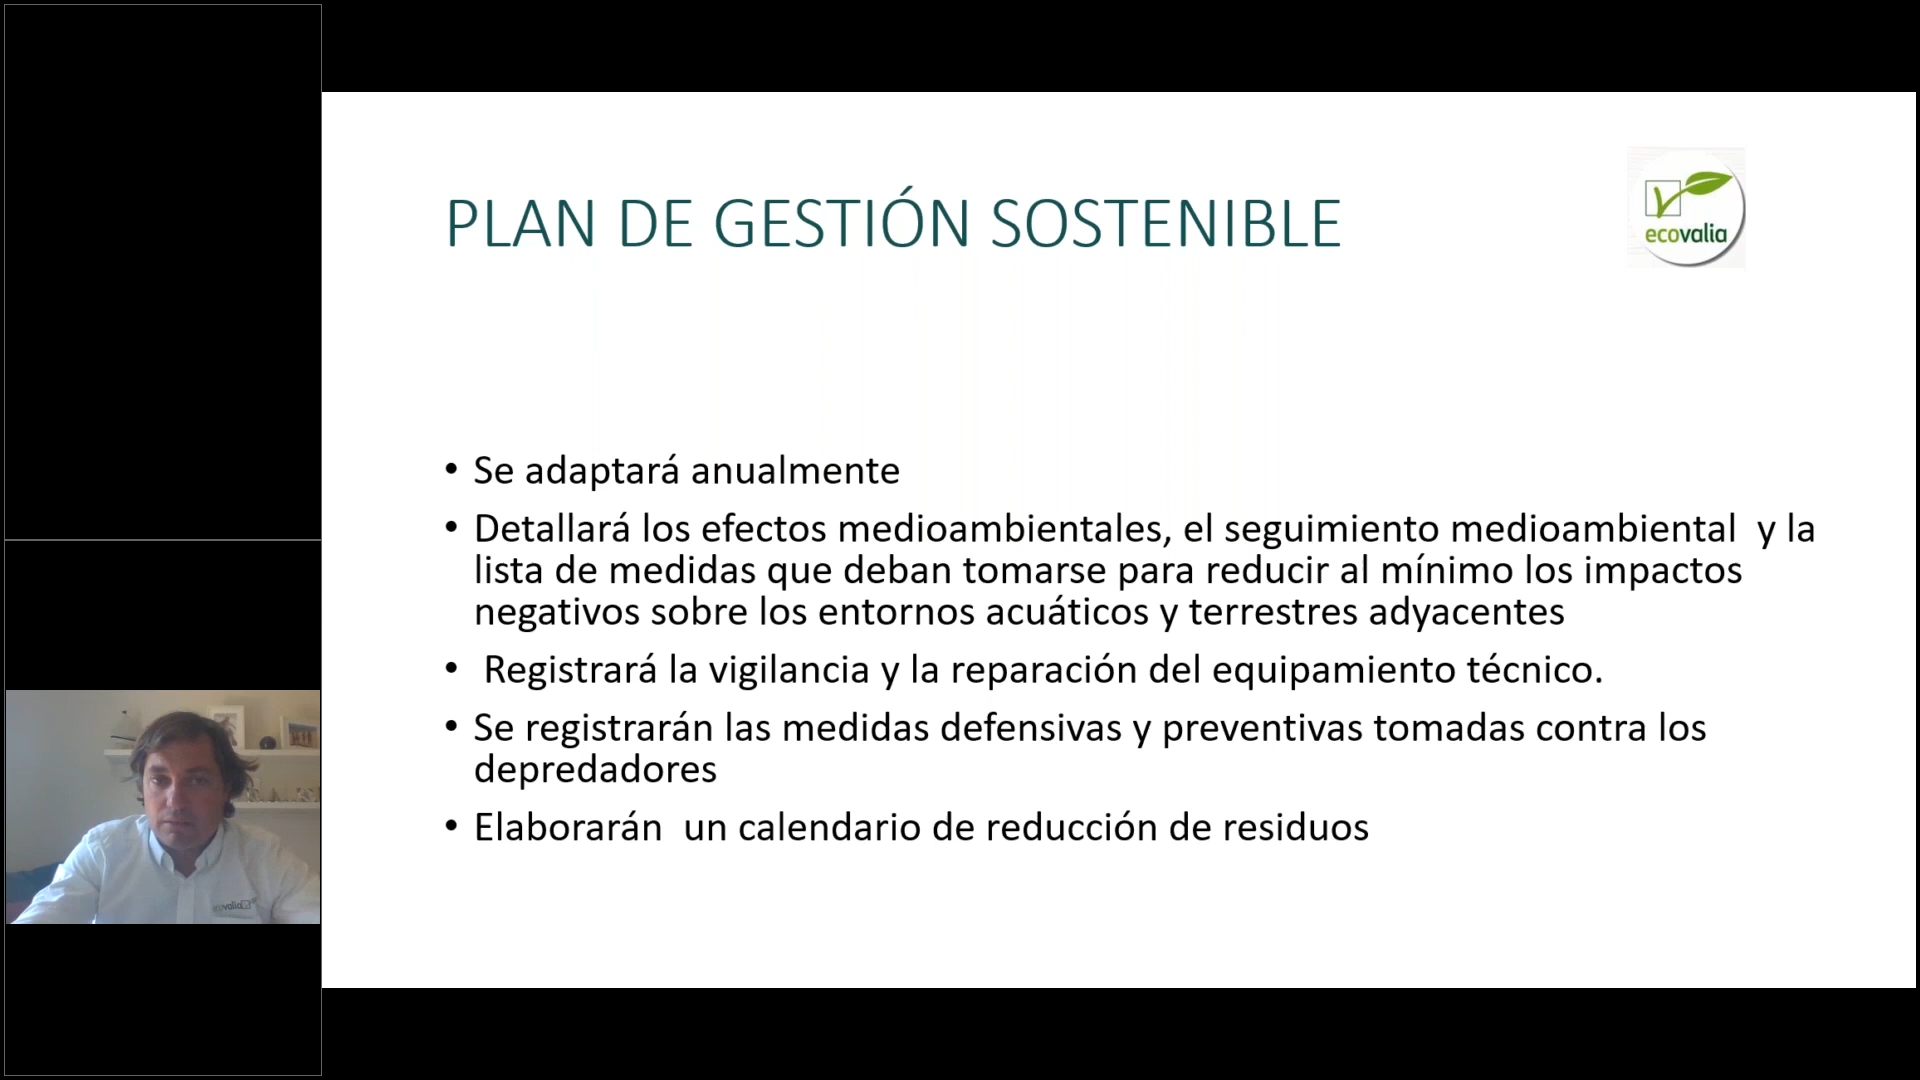 PLAN DE GESTIÓN SOSTENIBLE
ecovalia
• Se adaptará anualmente
• Detallará los efectos medioambientales, el seguimiento medioambiental  y la
lista de medidas que deban tomarse para reducir al mínimo los impactos
negativos sobre los entornos acuáticos y terrestres adyacentes
•  Registrará la vigilancia y la reparación del equipamiento técnico.
• Se registrarán las medidas defensivas y preventivas tomadas contra los
depredadores
• Elaborarán  un calendario de reducción de residuos
ecovalia